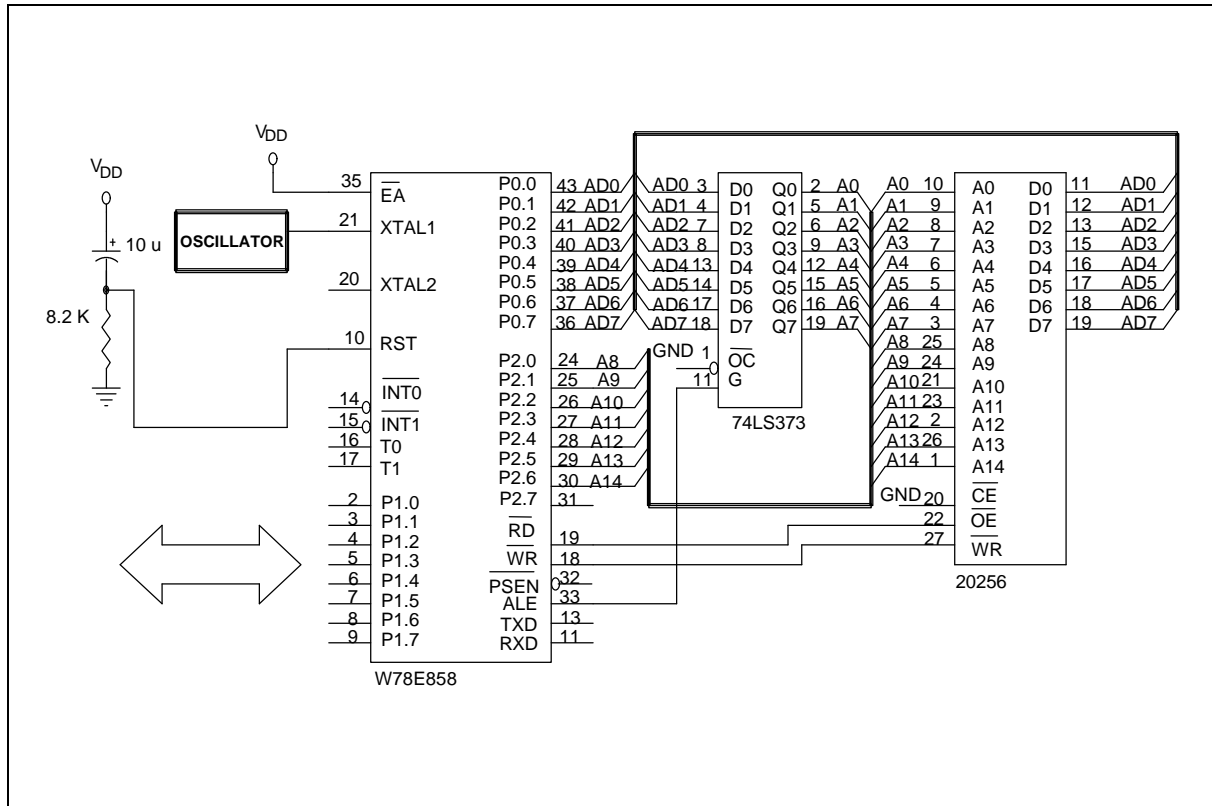 VDD
VDD
10 u
+
8.2 K
OSCILLATOR
35 EA
21 XTAL1
20 XTAL2
10 RST
14 INT0
15 INT1
16 T0
17 T1
2 P1.0
3 P1.1
4 P1.2
5 P1.3
6 P1.4
7 P1.5
8 P1.6
9 P1.7
P0.0 43 AD0
P0.1 42 AD1
P0.2 41 AD2
P0.3 40 AD3
P0.4 39 AD4
P0.5 38 AD5
P0.6 37 AD6
P0.7 36 AD7
P2.0 24 A8
P2.1 25 A9
P2.2 26 A10
P2.3 27 A11
P2.4 28 A12
P2.5 29 A13
P2.6 30 A14
P2.7 31
RD 19
WR 18
PSEN 32
ALE 33
TXD 13
RXD 11
W78E858
AD0 3 D0 Q0 2 A0
AD1 4 D1 Q1 5 A1
AD2 7 D2 Q2 6 A2
AD3 8 D3 Q3 9 A3
AD4 13 D4 Q4 12 A4
AD5 14 D5 Q5 15 A5
AD6 17 D6 Q6 16 A6
AD7 18 D7 Q7 19 A7
GND 1 OC
11 G
74LS373
A0 10 A0 D0 11 AD0
A1 9 A1 D1 12 AD1
A2 8 A2 D2 13 AD2
A3 7 A3 D3 15 AD3
A4 6 A4 D4 16 AD4
A5 5 A5 D5 17 AD5
A6 4 A6 D6 18 AD6
A7 3 A7 D7 19 AD7
A8 25 A8
A9 24 A9
A10 21 A10
A11 23 A11
A12 2 A12
A13 26 A13
A14 1 A14
GND 20 CE
22 OE
27 WR
20256